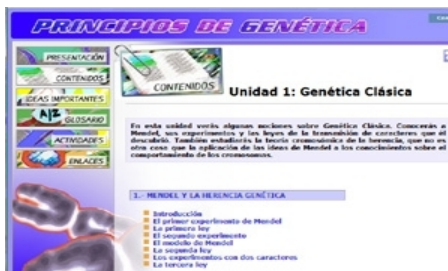 PRINCIPIOS DE GENÉTICA
PRESENTACIÓN
CONTENIDOS
IDEAS IMPORTANTES
GLOSARIO
ACTIVIDADES
ENLACES
CONTENIDOS
Unidad 1: Genética Clásica
En esta unidad verás algunas nociones sobre Genética Clásica. Conocerás a
Mendel, sus experimentos y las leyes de la transmisión de caracteres que él
descubrió. También estudiarás la teoría cromosómica de la herencia, que no es
otra cosa que la aplicación de las ideas de Mendel a los conocimientos sobre el
comportamiento de los cromosomas.
1.- MENDEL Y LA HERENCIA GENÉTICA
Introducción
El primer experimento de Mendel
La primera ley
El segundo experimento
El modelo de Mendel
La segunda ley
Los experimentos con dos caracteres
La tercera ley